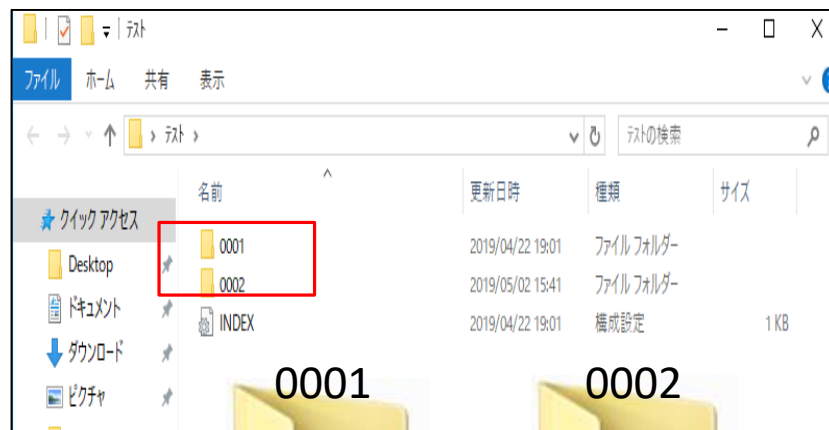 テスト
ファイル ホーム 共有 表示
テスト テストの検索
名前 更新日時 種類 サイズ
クイック アクセス
0001 2019/04/22 19:01 ファイル フォルダー
Desktop
0002 2019/05/02 15:41 ファイル フォルダー
ドキュメント
INDEX 2019/04/22 19:01 構成設定 1 KB
ダウンロード
ピクチャ
0001 0002